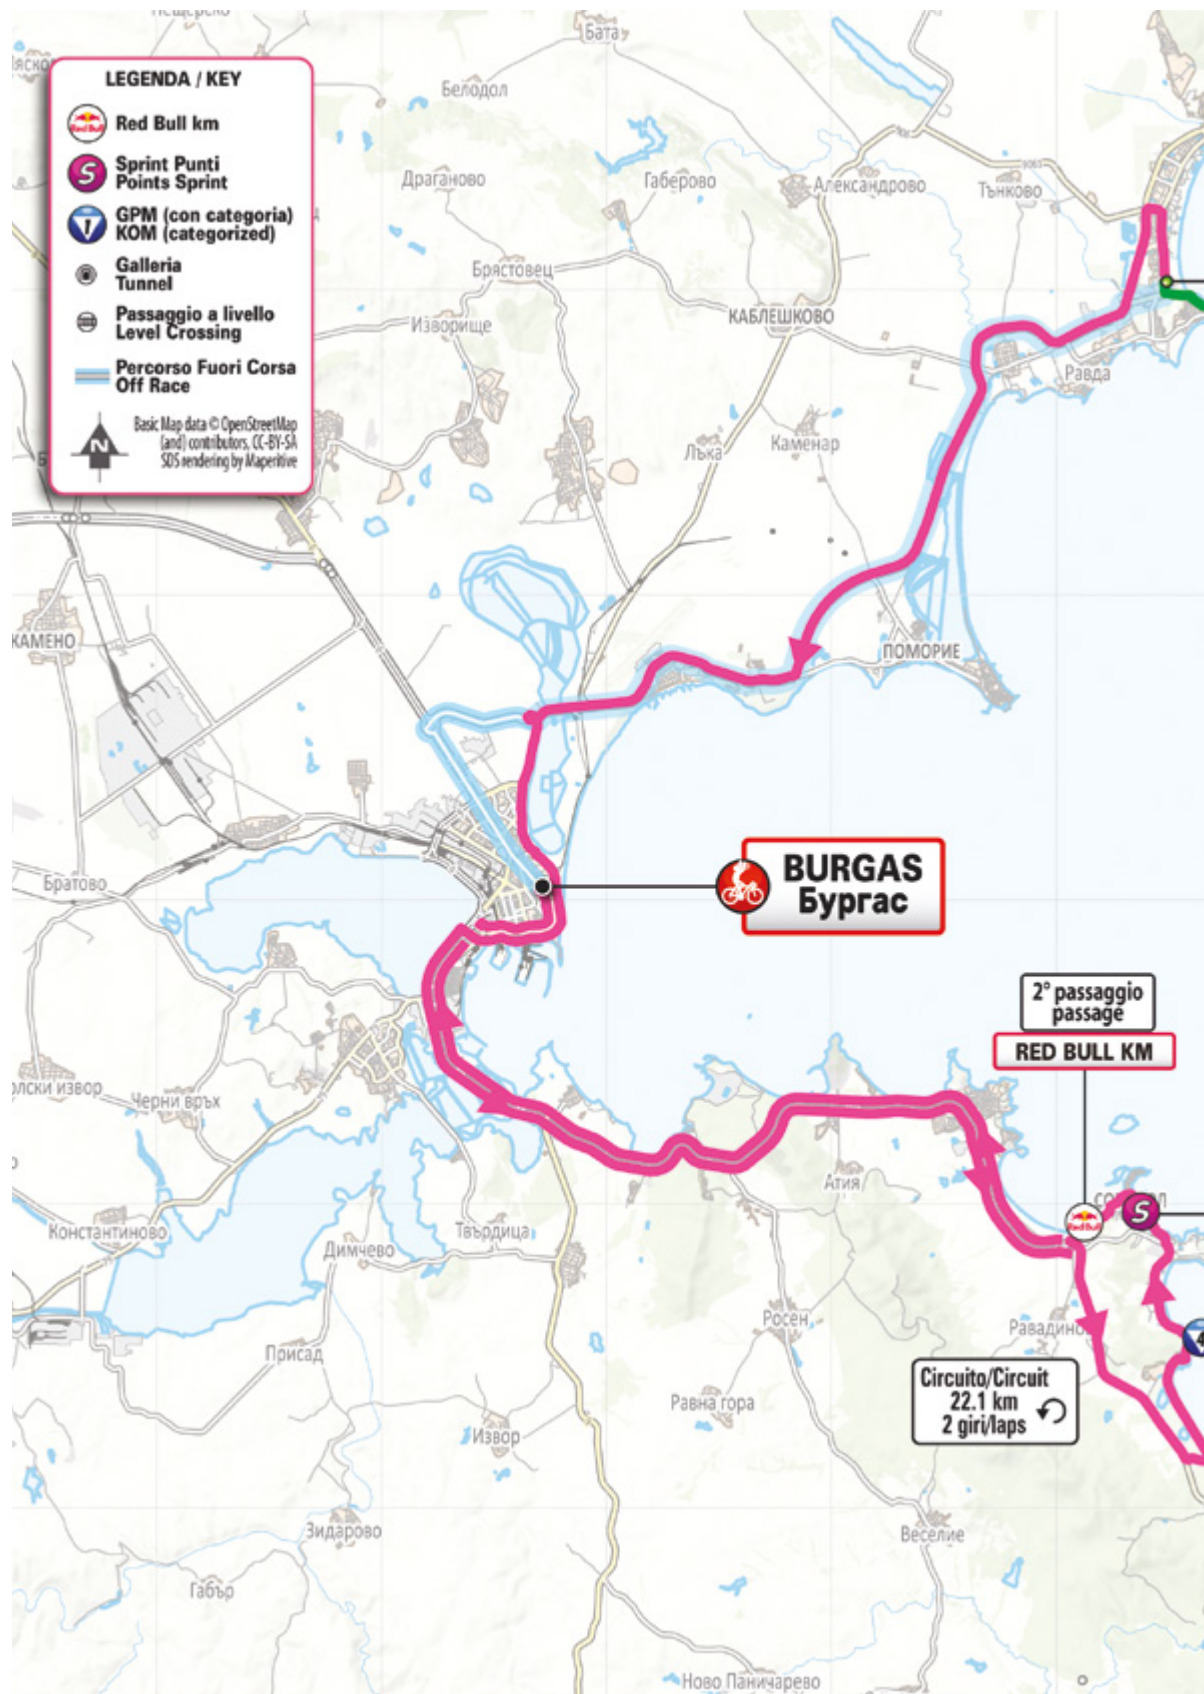 Бата
LEGENDA / KEY
Red Bull km
Sprint Punti
Points Sprint
GPM (con categoria)
KOM (categorized)
Galleria
Tunnel
Passaggio a livello
Level Crossing
Percorso Fuori Corsa
Off Race
N
Basic Map data © OpenStreetMap
(and) contributors, CC-BY-SA
SDS rendering by Maperitive
Белодол
Драганово
Габерово
Александрово
Тънково
Брястовец
Изворище
КАБЛЕШКОВО
Равда
Лъка
Каменар
КАМЕНО
ПОМОРИЕ
Братово
BURGAS
Бургас
2° passaggio
passage
RED BULL KM
Черни връх
Атия
S
Константиново
Твърдица
Димчево
Росен
Присад
4
Circuito/Circuit
22.1 km
2 giri/laps
Равна гора
Извор
Зидарово
Веселие
Габър
Ново Паничарево